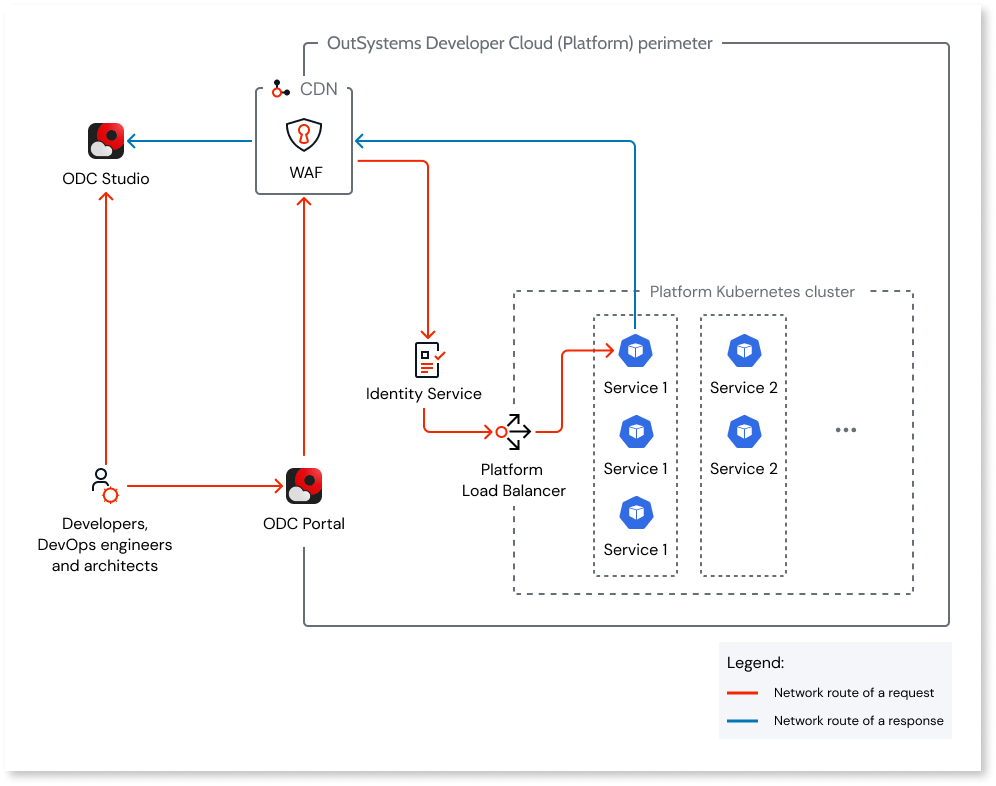 OutSystems Developer Cloud (Platform) perimeter
CDN
WAF
ODC Studio
Platform Kubernetes cluster
Service 1
Service 2
Identity Service
Service 1
Service 2
Platform
Load Balancer
Service 1
ODC Portal
Developers,
DevOps engineers
and architects
Legend:
Network route of a request
Network route of a response